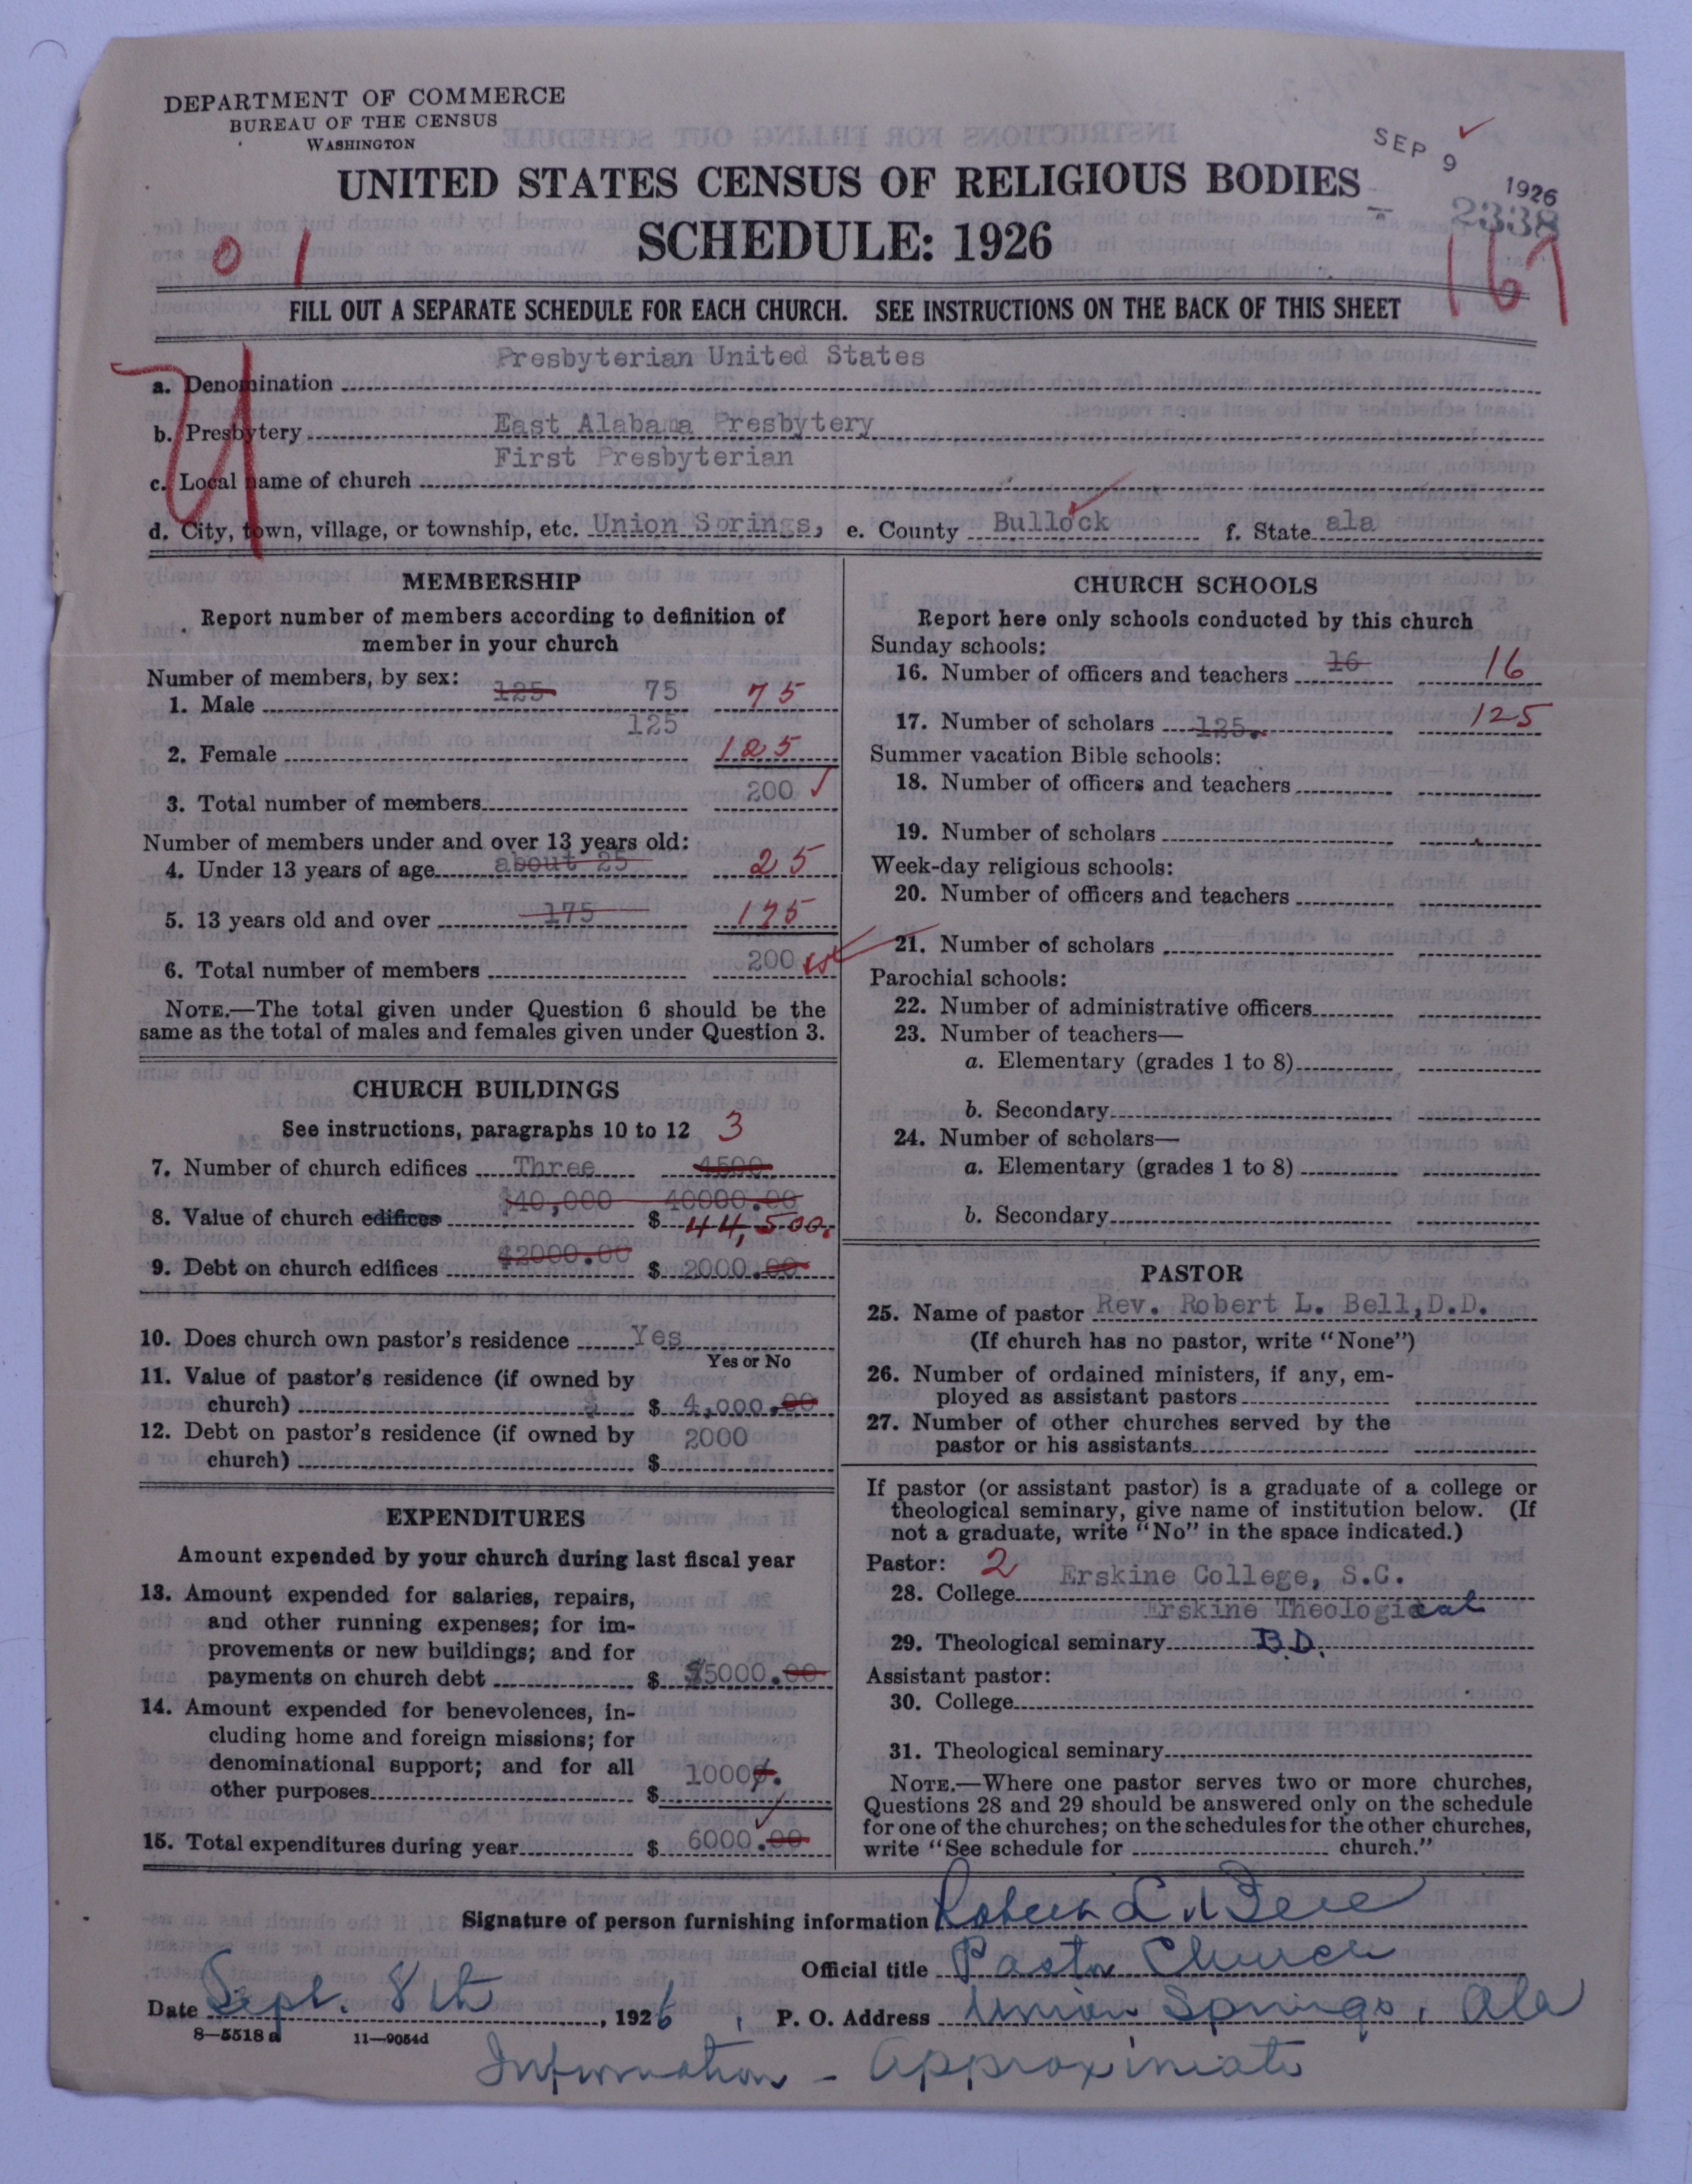 DEPARTMENT OF COMMERCE
BUREAU OF THE CENSUS
WASHINGTON
SEP 9 1926
2338
UNITED STATES CENSUS OF RELIGIOUS BODIES
SCHEDULE: 1926
0 1
167
FILL OUT A SEPARATE SCHEDULE FOR EACH CHURCH. SEE INSTRUCTIONS ON THE BACK OF THIS SHEET
a. Denomination Presbyterian United States
b. Presbytery East Alabama Presbytery
c. Local name of church First Presbyterian
d. City, town, village, or township, etc. Union Springs, e. County Bullock f. State ala
MEMBERSHIP
Report number of members according to definition of
member in your church
Number of members, by sex:
1. Male 125 75 75
2. Female 125 125
3. Total number of members 200
Number of members under and over 13 years old:
4. Under 13 years of age about 25 25
5. 13 years old and over 175 175
6. Total number of members 200
NOTE.—The total given under Question 6 should be the
same as the total of males and females given under Question 3.
CHURCH BUILDINGS
See instructions, paragraphs 10 to 12 3
7. Number of church edifices Three 4500
8. Value of church edifices $40,000 40000.00 $ 44,500.
9. Debt on church edifices $2000.00 $ 2000.00
10. Does church own pastor's residence Yes
Yes or No
11. Value of pastor's residence (if owned by
church) $ 4,000.00
12. Debt on pastor's residence (if owned by
church) $ 2000
EXPENDITURES
Amount expended by your church during last fiscal year
13. Amount expended for salaries, repairs,
and other running expenses; for im-
provements or new buildings; and for
payments on church debt $ 5000.00
14. Amount expended for benevolences, in-
cluding home and foreign missions; for
denominational support; and for all
other purposes $ 1000.
15. Total expenditures during year $ 6000.00
CHURCH SCHOOLS
Report here only schools conducted by this church
Sunday schools:
16. Number of officers and teachers 16 16
17. Number of scholars 125. 125
Summer vacation Bible schools:
18. Number of officers and teachers
19. Number of scholars
Week-day religious schools:
20. Number of officers and teachers
21. Number of scholars
Parochial schools:
22. Number of administrative officers
23. Number of teachers—
a. Elementary (grades 1 to 8)
b. Secondary
24. Number of scholars—
a. Elementary (grades 1 to 8)
b. Secondary
PASTOR
25. Name of pastor Rev. Robert L. Bell, D.D.
(If church has no pastor, write "None")
26. Number of ordained ministers, if any, em-
ployed as assistant pastors
27. Number of other churches served by the
pastor or his assistants
If pastor (or assistant pastor) is a graduate of a college or
theological seminary, give name of institution below. (If
not a graduate, write "No" in the space indicated.)
Pastor: 2
28. College Erskine College, S.C.
Erskine Theological
29. Theological seminary B.D.
Assistant pastor:
30. College
31. Theological seminary
NOTE.—Where one pastor serves two or more churches,
Questions 28 and 29 should be answered only on the schedule
for one of the churches; on the schedules for the other churches,
write "See schedule for church."
Signature of person furnishing information Robert L. Bell
Official title Pastor Church
Date Sept. 8th, 1926 P. O. Address Union Springs, Ala
8—5518 a 11—9054d
Information - Approximate